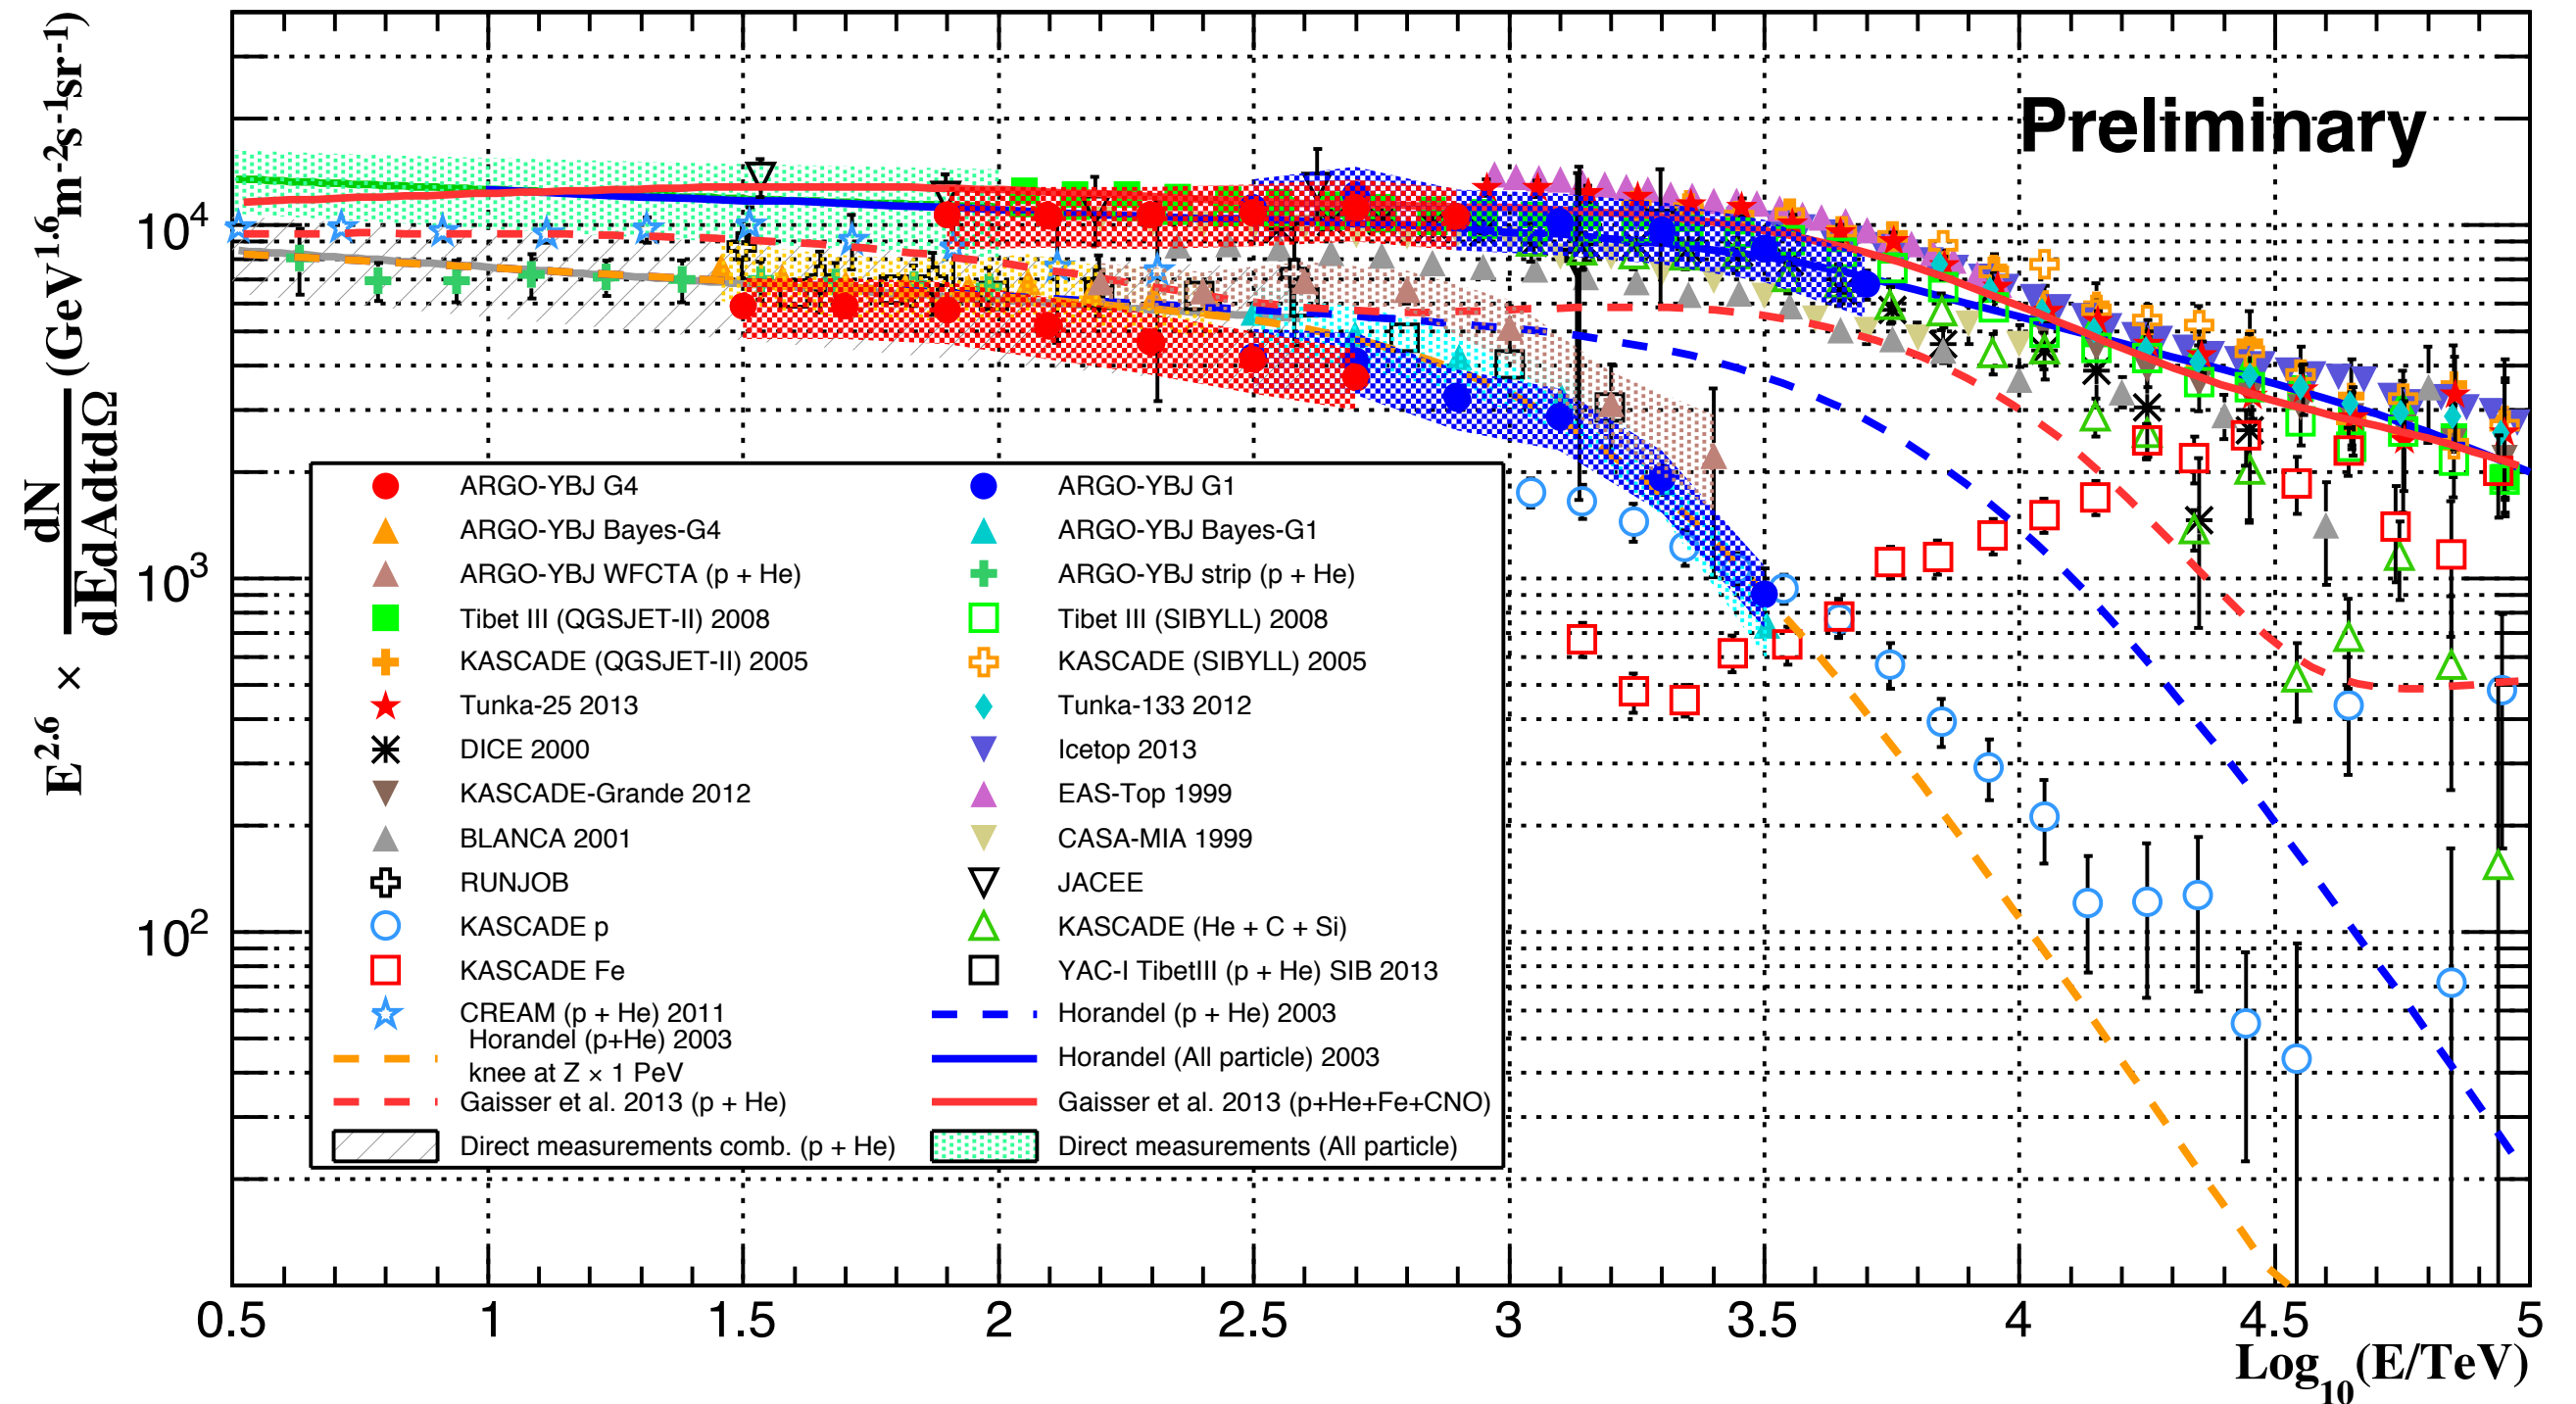 Preliminary
E^2.6 × dN/dEdAdtdΩ (GeV^1.6 m^-2 s^-1 sr^-1)
10^4
10^3
10^2
ARGO-YBJ G4
ARGO-YBJ G1
ARGO-YBJ Bayes-G4
ARGO-YBJ Bayes-G1
ARGO-YBJ WFCTA (p + He)
ARGO-YBJ strip (p + He)
Tibet III (QGSJET-II) 2008
Tibet III (SIBYLL) 2008
KASCADE (QGSJET-II) 2005
KASCADE (SIBYLL) 2005
Tunka-25 2013
Tunka-133 2012
DICE 2000
Icetop 2013
KASCADE-Grande 2012
EAS-Top 1999
BLANCA 2001
CASA-MIA 1999
RUNJOB
JACEE
KASCADE p
KASCADE (He + C + Si)
KASCADE Fe
YAC-I TibetIII (p + He) SIB 2013
CREAM (p + He) 2011
Horandel (p + He) 2003
Horandel (p+He) 2003
knee at Z × 1 PeV
Horandel (All particle) 2003
Gaisser et al. 2013 (p + He)
Gaisser et al. 2013 (p+He+Fe+CNO)
Direct measurements comb. (p + He)
Direct measurements (All particle)
0.5 1 1.5 2 2.5 3 3.5 4 4.5 5
Log10(E/TeV)